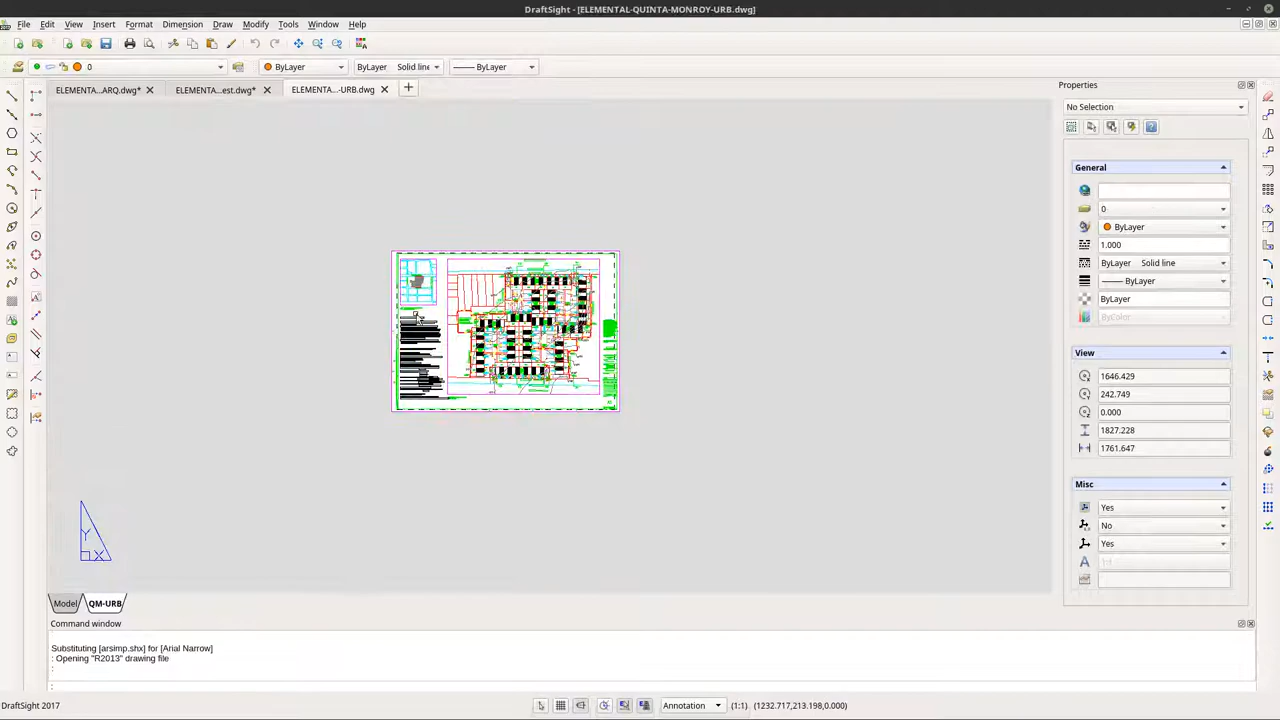 DraftSight - [ELEMENTAL-QUINTA-MONROY-URB.dwg]
File Edit View Insert Format Dimension Draw Modify Tools Window Help
0 ByLayer ByLayer Solid line ByLayer
ELEMENTA...ARQ.dwg* ELEMENTA...est.dwg* ELEMENTA...-URB.dwg
Properties
No Selection
General
0
ByLayer
1.000
ByLayer Solid line
ByLayer
ByLayer
ByColor
View
1646.429
242.749
0.000
1827.228
1761.647
Misc
Yes
No
Yes
1:1
Y
X
Model QM-URB
Command window
Substituting [arsimp.shx] for [Arial Narrow]
: Opening "R2013" drawing file
:
:
DraftSight 2017 Annotation (1:1) (1232.717,213.198,0.000)